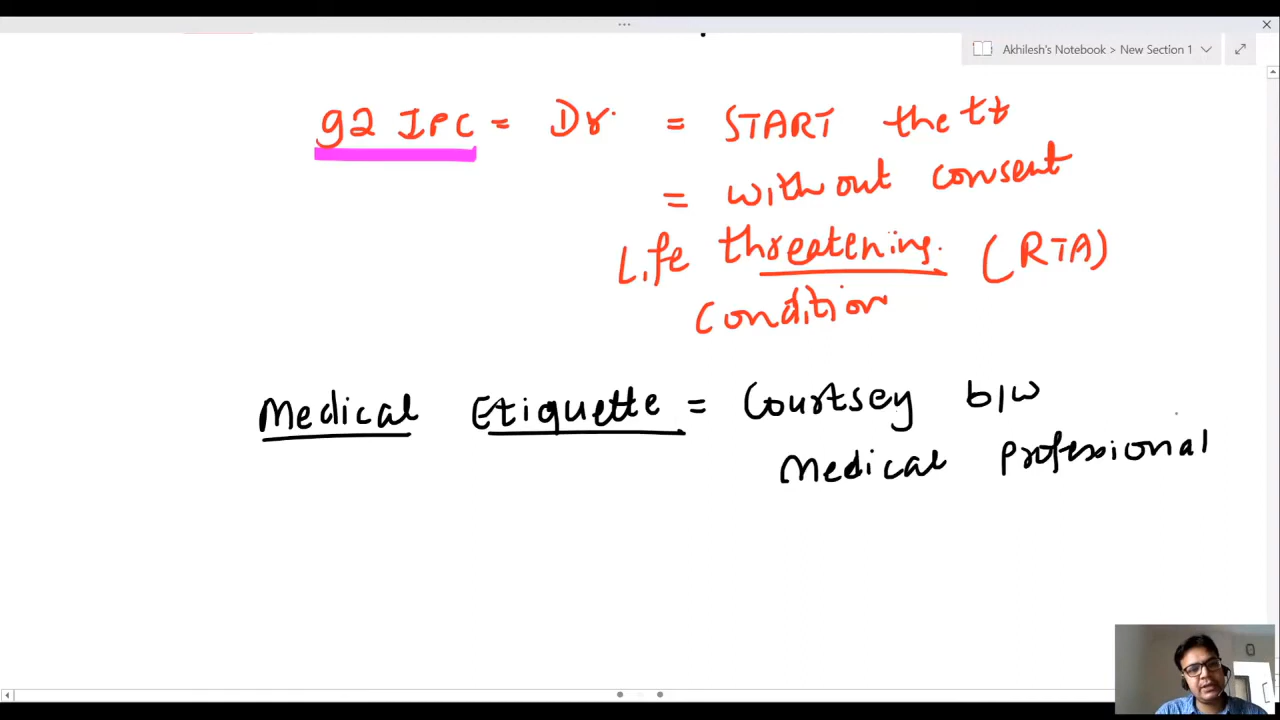 Akhilesh's Notebook > New Section 1
92 IPC = Dr. = START the tt
= without consent
Life threatening. (RTA)
Condition
Medical Etiquette = Courtsey b/w
Medical Professional